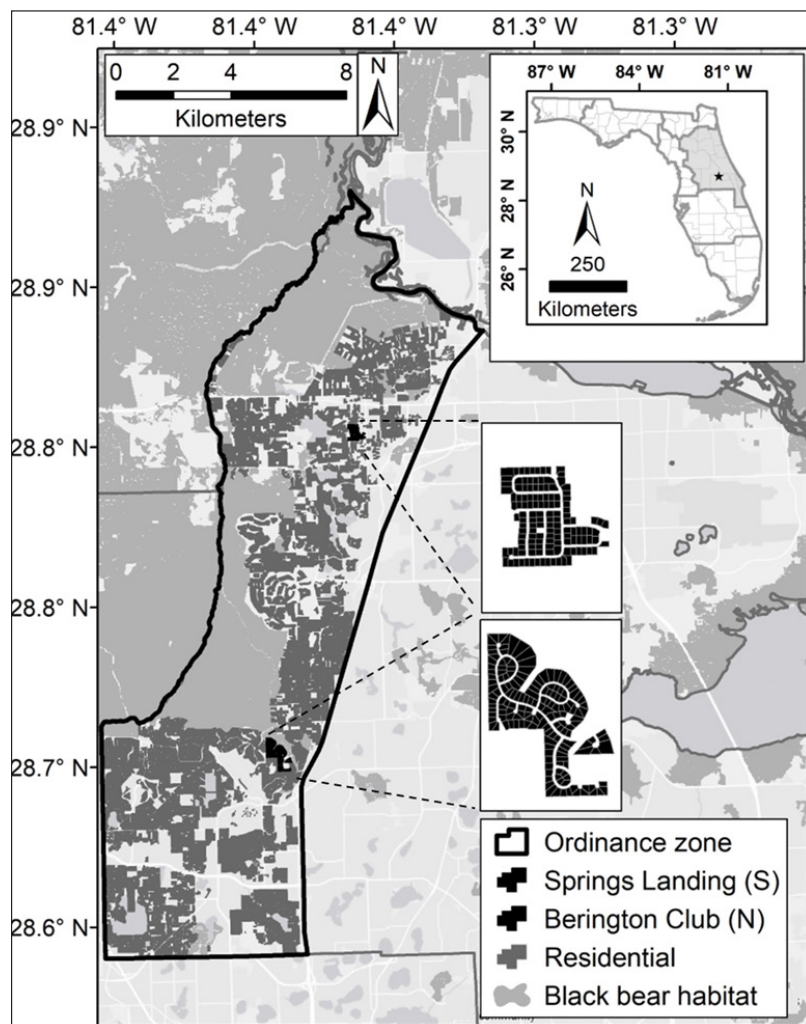 81.4° W 81.4° W 81.4° W 81.3° W 81.3° W
0 2 4 8
Kilometers
N
87° W 84° W 81° W
30° N
28° N
26° N
N
250
Kilometers
28.9° N
28.9° N
28.8° N
28.8° N
28.7° N
28.6° N
Ordinance zone
Springs Landing (S)
Berington Club (N)
Residential
Black bear habitat